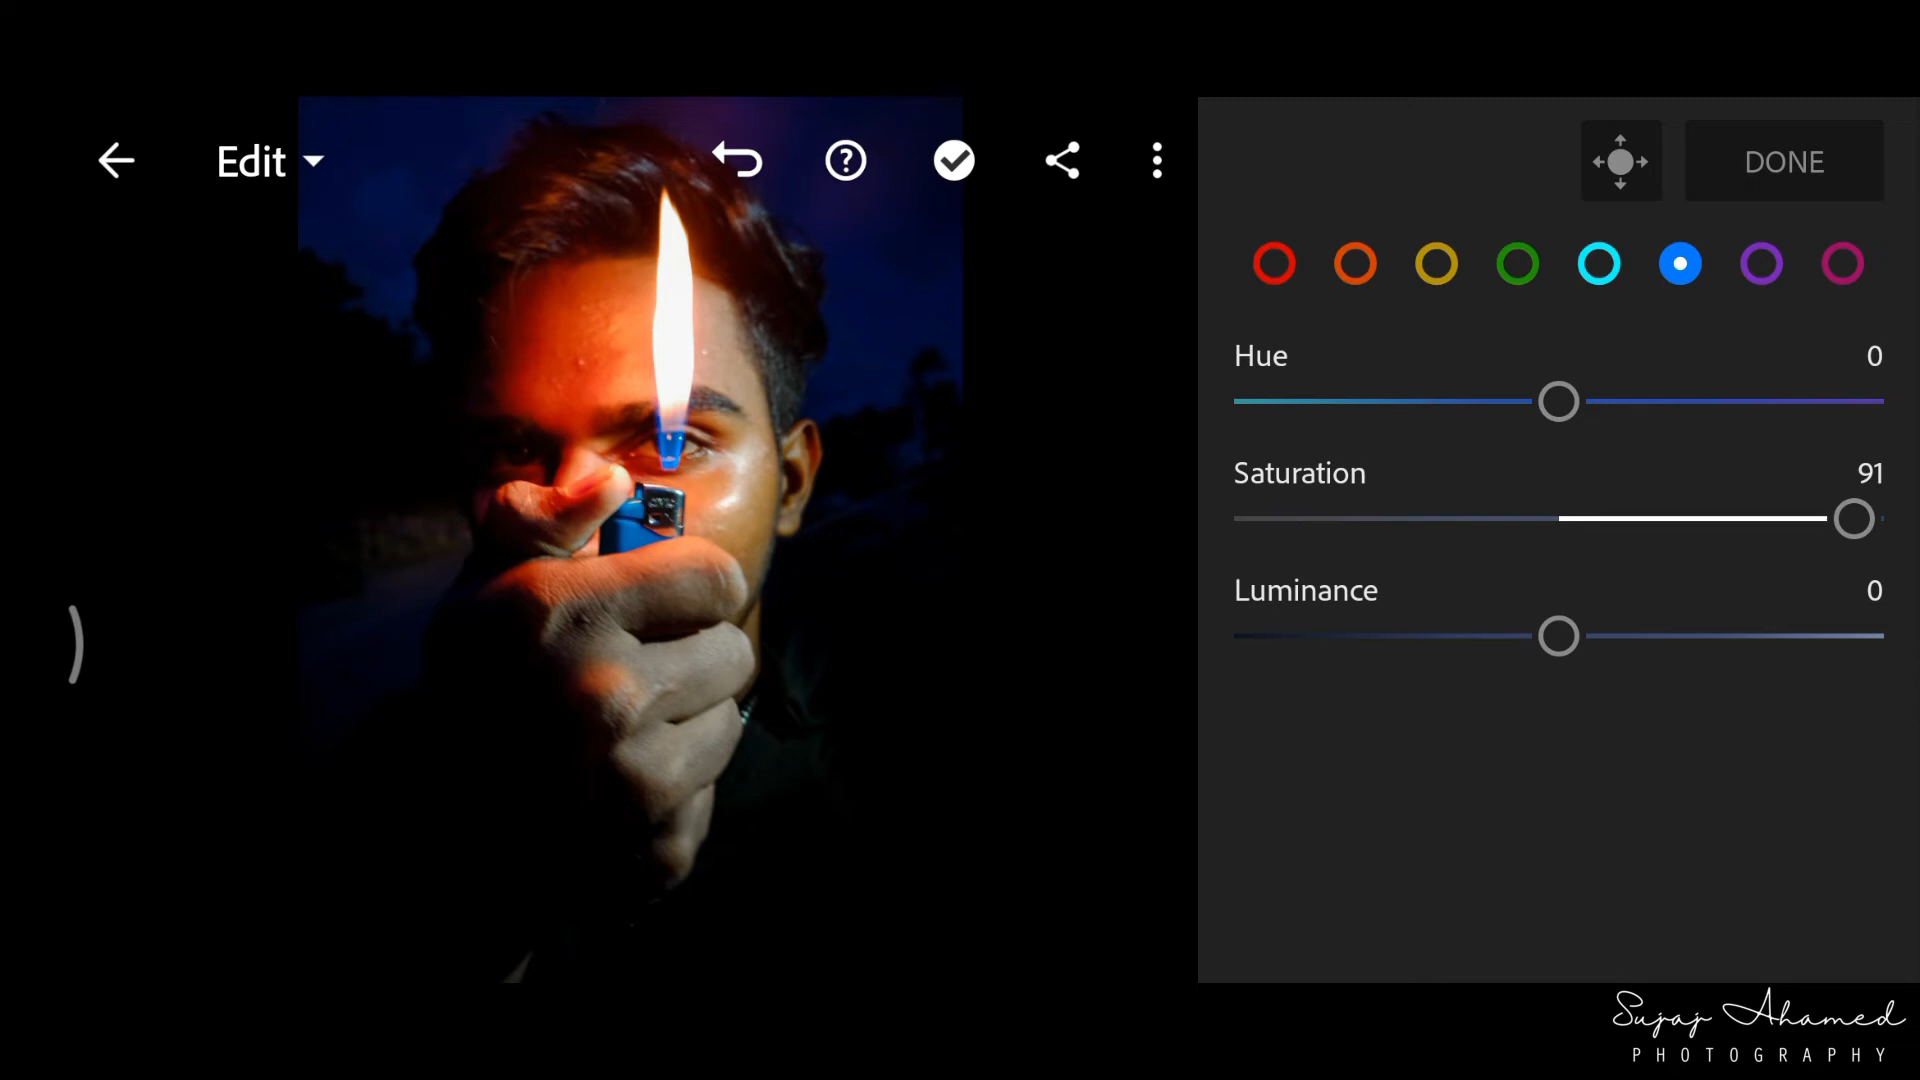 Edit
DONE
Hue 0
Saturation 91
Luminance 0
Sujaj Ahamed
PHOTOGRAPHY